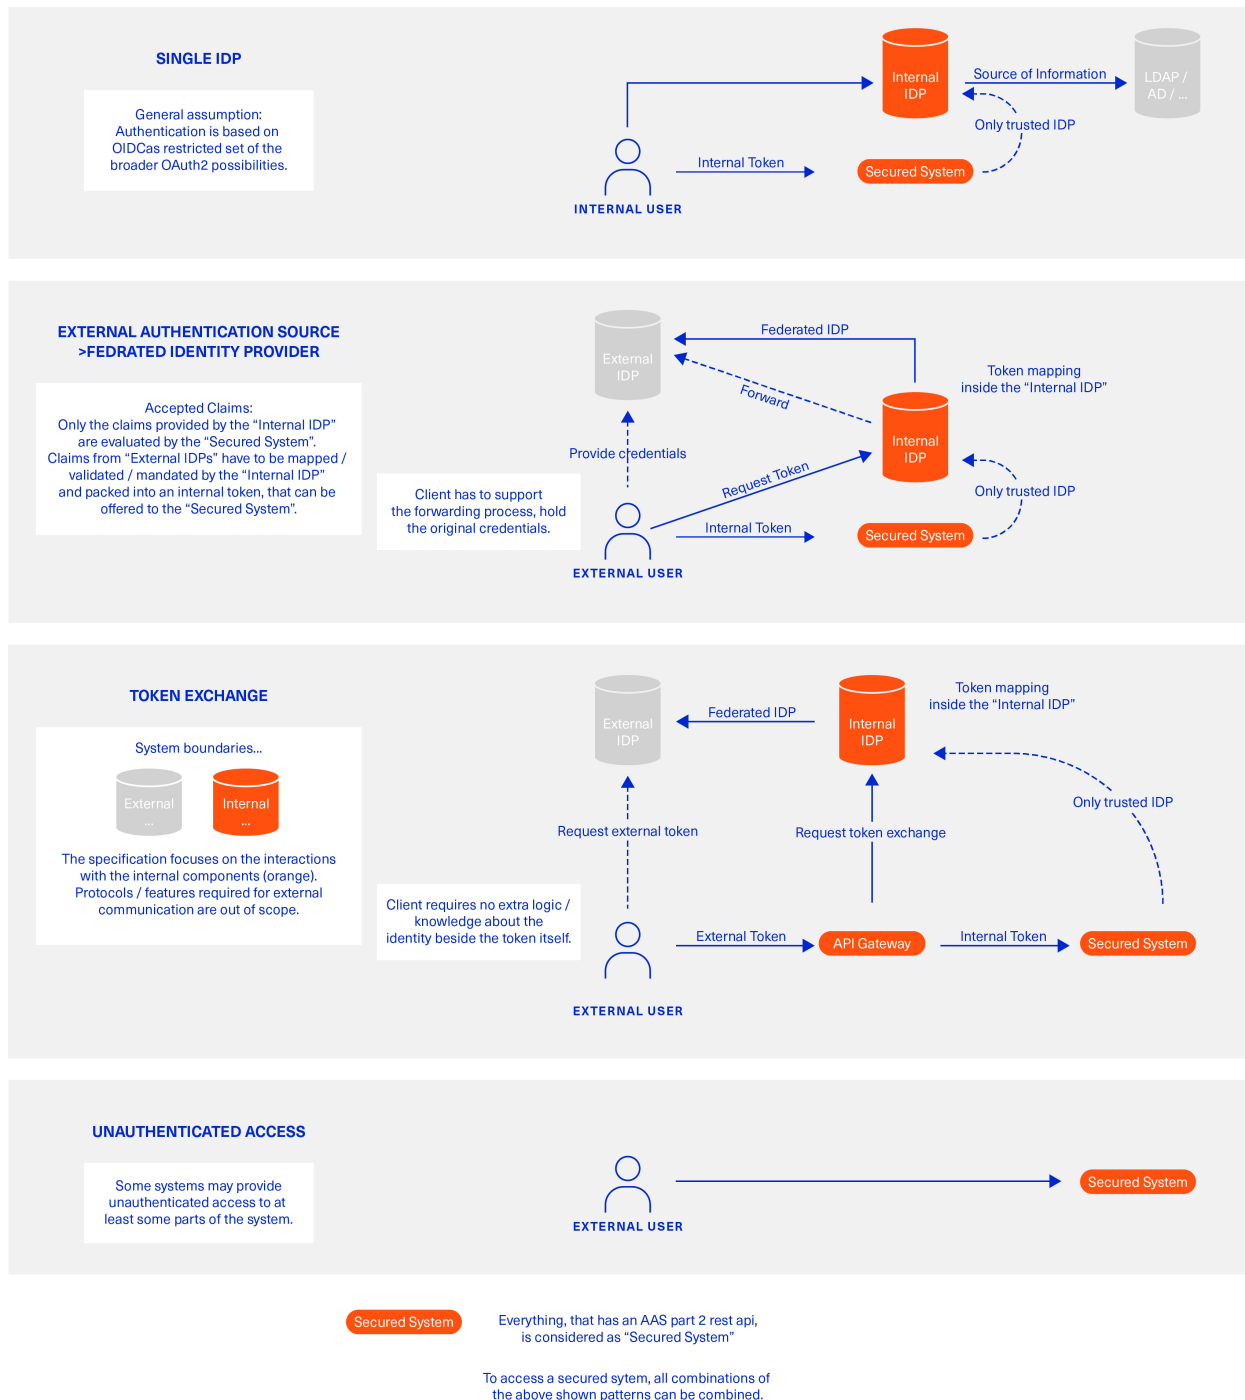 SINGLE IDP
General assumption:
Authentication is based on
OIDCas restricted set of the
broader OAuth2 possibilities.
Internal
IDP
Source of Information
LDAP /
AD / ...
Only trusted IDP
Internal Token
Secured System
INTERNAL USER
EXTERNAL AUTHENTICATION SOURCE
>FEDRATED IDENTITY PROVIDER
Accepted Claims:
Only the claims provided by the “Internal IDP”
are evaluated by the “Secured System”.
Claims from “External IDPs” have to be mapped /
validated / mandated by the “Internal IDP”
and packed into an internal token, that can be
offered to the “Secured System”.
Client has to support
the forwarding process, hold
the original credentials.
External
IDP
Federated IDP
Forward
Token mapping
inside the “Internal IDP”
Internal
IDP
Provide credentials
Request Token
Only trusted IDP
Internal Token
Secured System
EXTERNAL USER
TOKEN EXCHANGE
System boundaries...
External
...
Internal
...
The specification focuses on the interactions
with the internal components (orange).
Protocols / features required for external
communication are out of scope.
Client requires no extra logic /
knowledge about the
identity beside the token itself.
External
IDP
Federated IDP
Internal
IDP
Token mapping
inside the “Internal IDP”
Only trusted IDP
Request external token
Request token exchange
External Token
API Gateway
Internal Token
Secured System
EXTERNAL USER
UNAUTHENTICATED ACCESS
Some systems may provide
unauthenticated access to at
least some parts of the system.
Secured System
EXTERNAL USER
Secured System
Everything, that has an AAS part 2 rest api,
is considered as “Secured System”
To access a secured sytem, all combinations of
the above shown patterns can be combined.